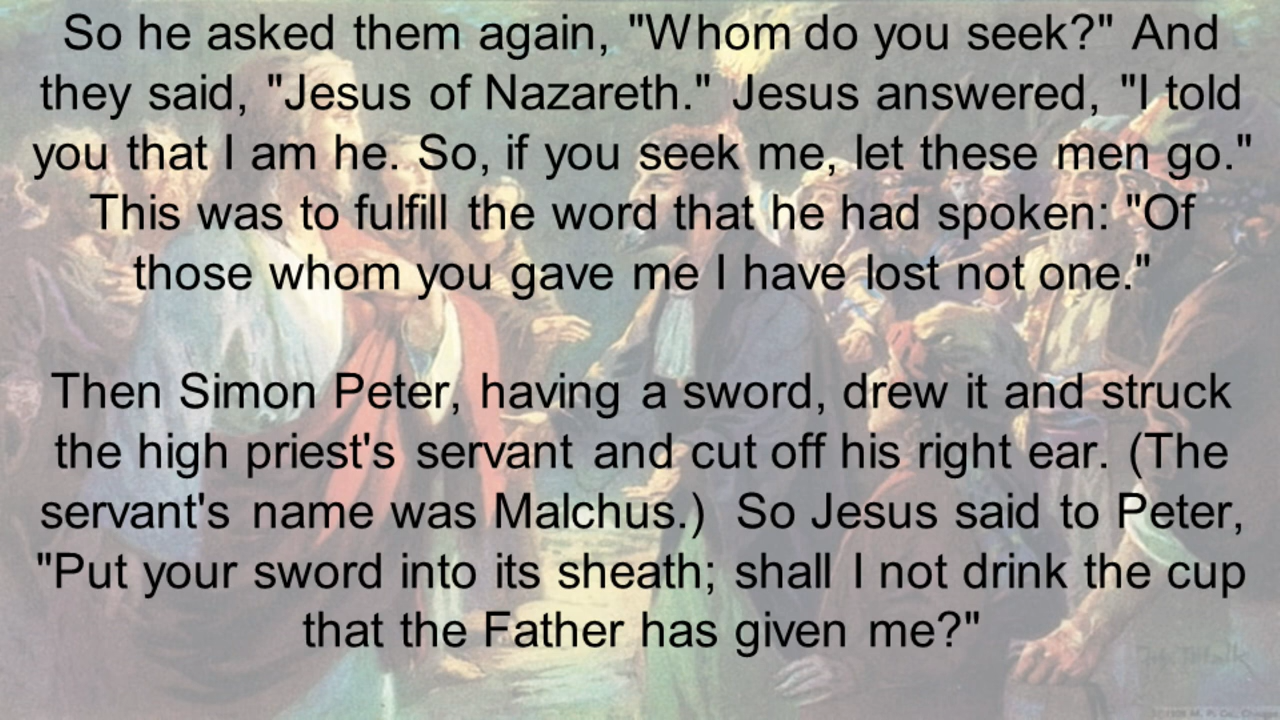 So he asked them again, "Whom do you seek?" And
they said, "Jesus of Nazareth." Jesus answered, "I told
you that I am he. So, if you seek me, let these men go."
This was to fulfill the word that he had spoken: "Of
those whom you gave me I have lost not one."
Then Simon Peter, having a sword, drew it and struck
the high priest's servant and cut off his right ear. (The
servant's name was Malchus.) So Jesus said to Peter,
"Put your sword into its sheath; shall I not drink the cup
that the Father has given me?"